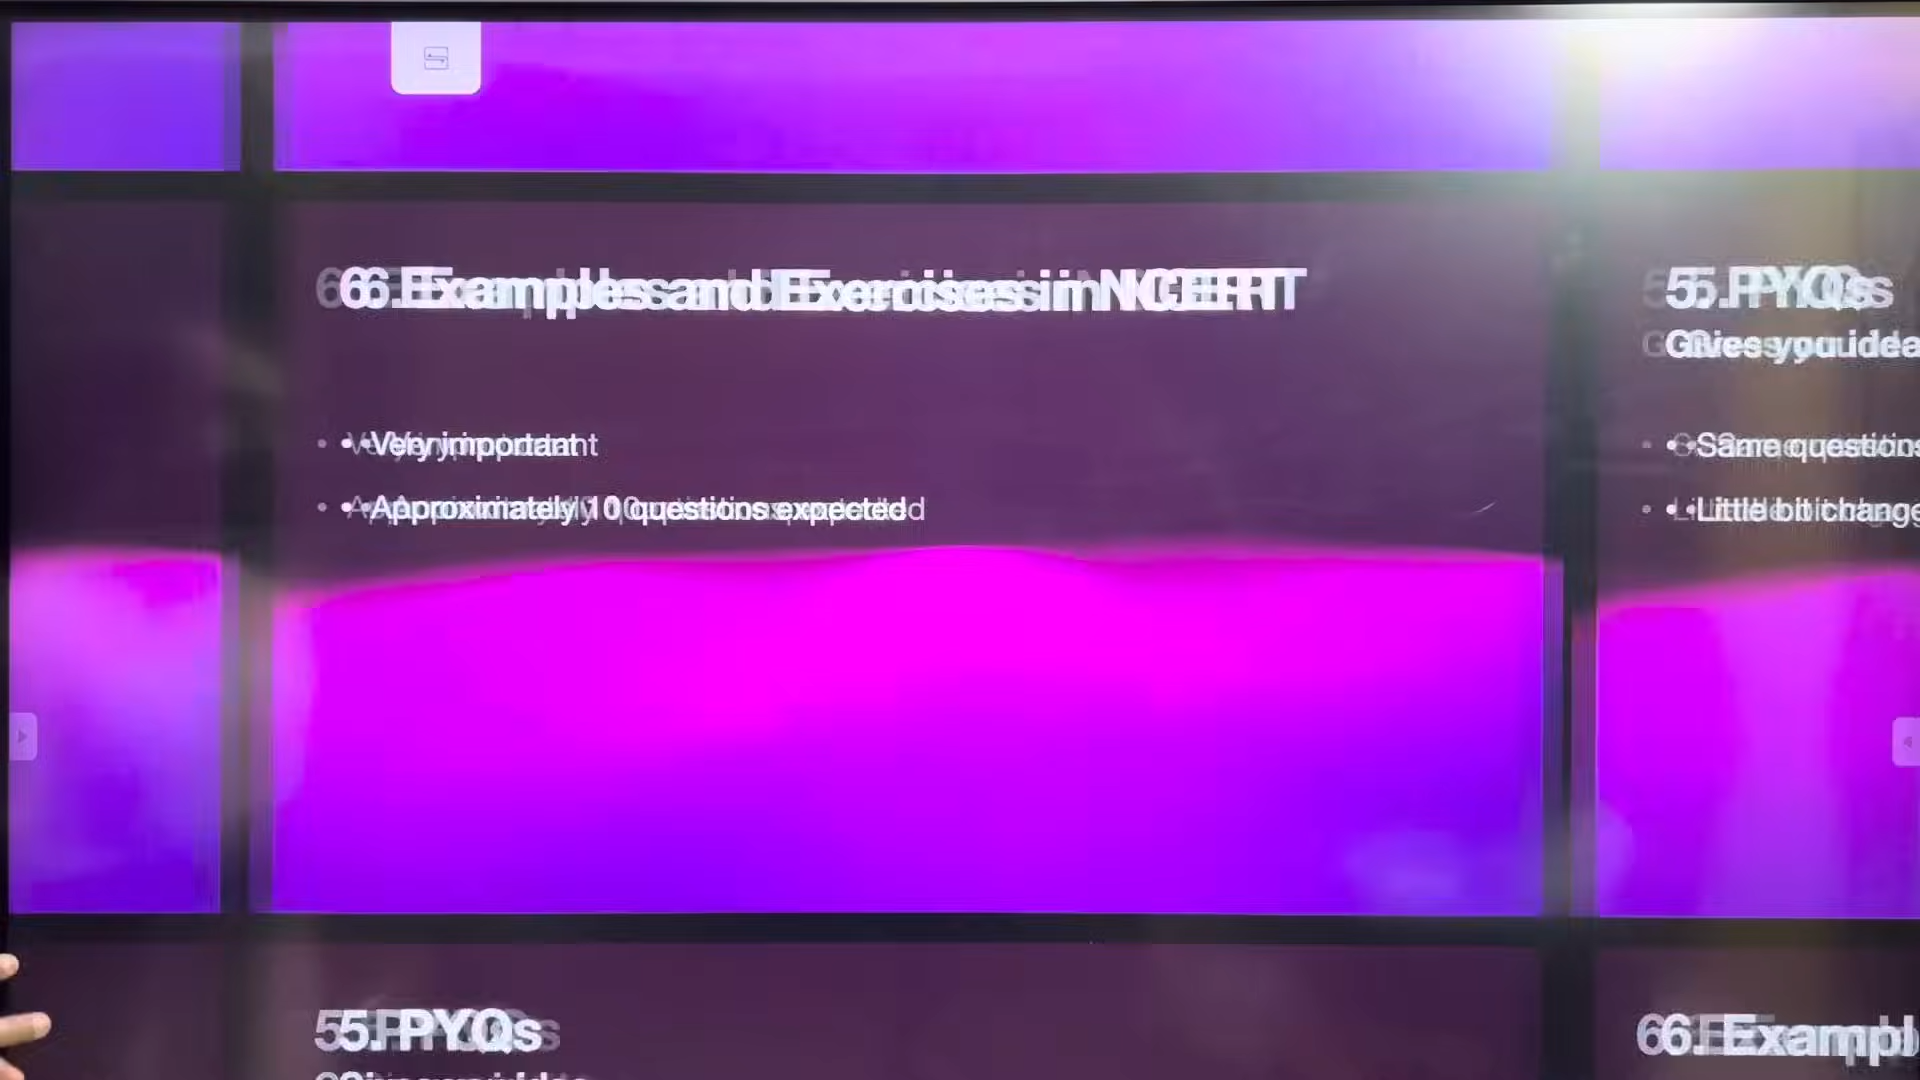 6. Examples and Exercises in NCERT
• Very important
• Approximately 10 questions expected
5. PYQs
Gives you idea
• Same questions
• Little bit change
5. PYQs
6. Exampl